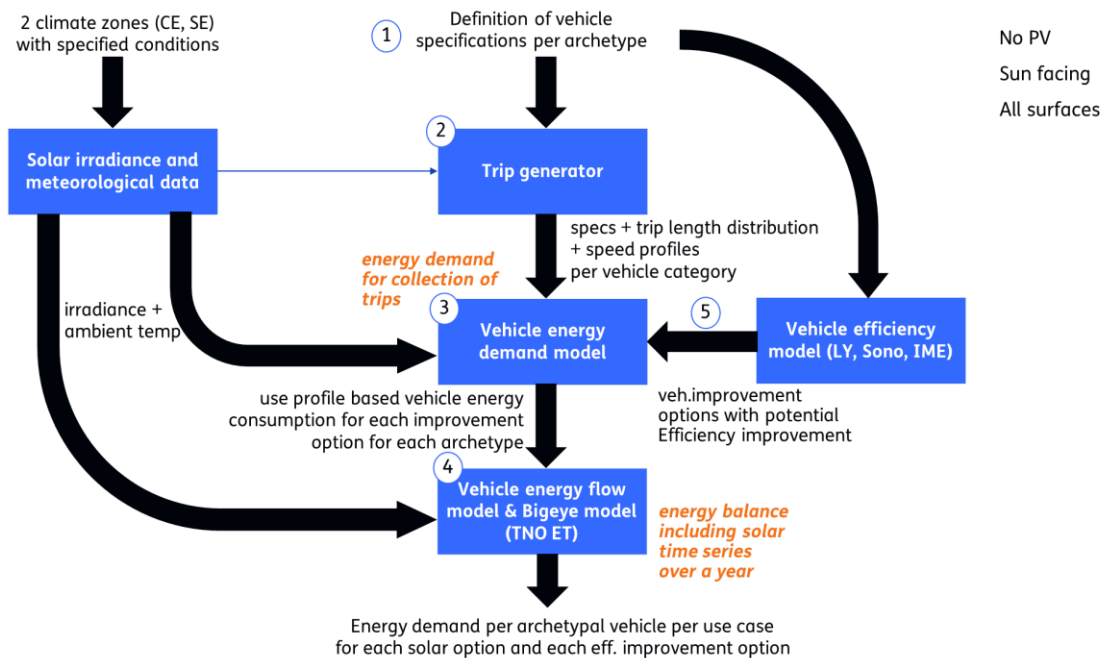 2 climate zones (CE, SE)
with specified conditions
1
Definition of vehicle
specifications per archetype
No PV
Sun facing
All surfaces
Solar irradiance and
meteorological data
2
Trip generator
specs + trip length distribution
+ speed profiles
per vehicle category
energy demand
for collection of
trips
irradiance +
ambient temp
3
Vehicle energy
demand model
5
Vehicle efficiency
model (LY, Sono, IME)
use profile based vehicle energy
consumption for each improvement
option for each archetype
veh.improvement
options with potential
Efficiency improvement
4
Vehicle energy flow
model & Bigeye model
(TNO ET)
energy balance
including solar
time series
over a year
Energy demand per archetypal vehicle per use case
for each solar option and each eff. improvement option